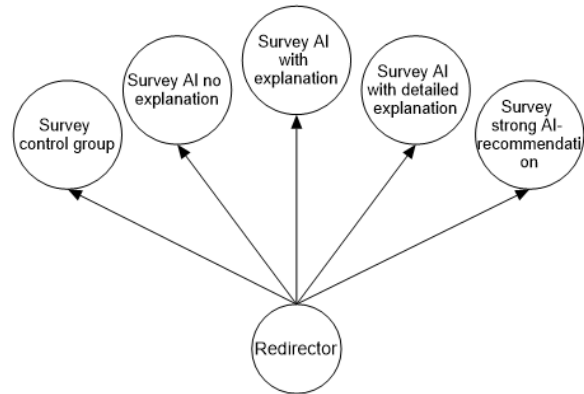 Survey
control group
Survey AI no
explanation
Survey AI
with
explanation
Survey AI
with detailed
explanation
Survey
strong AI-
recommendati
on
Redirector